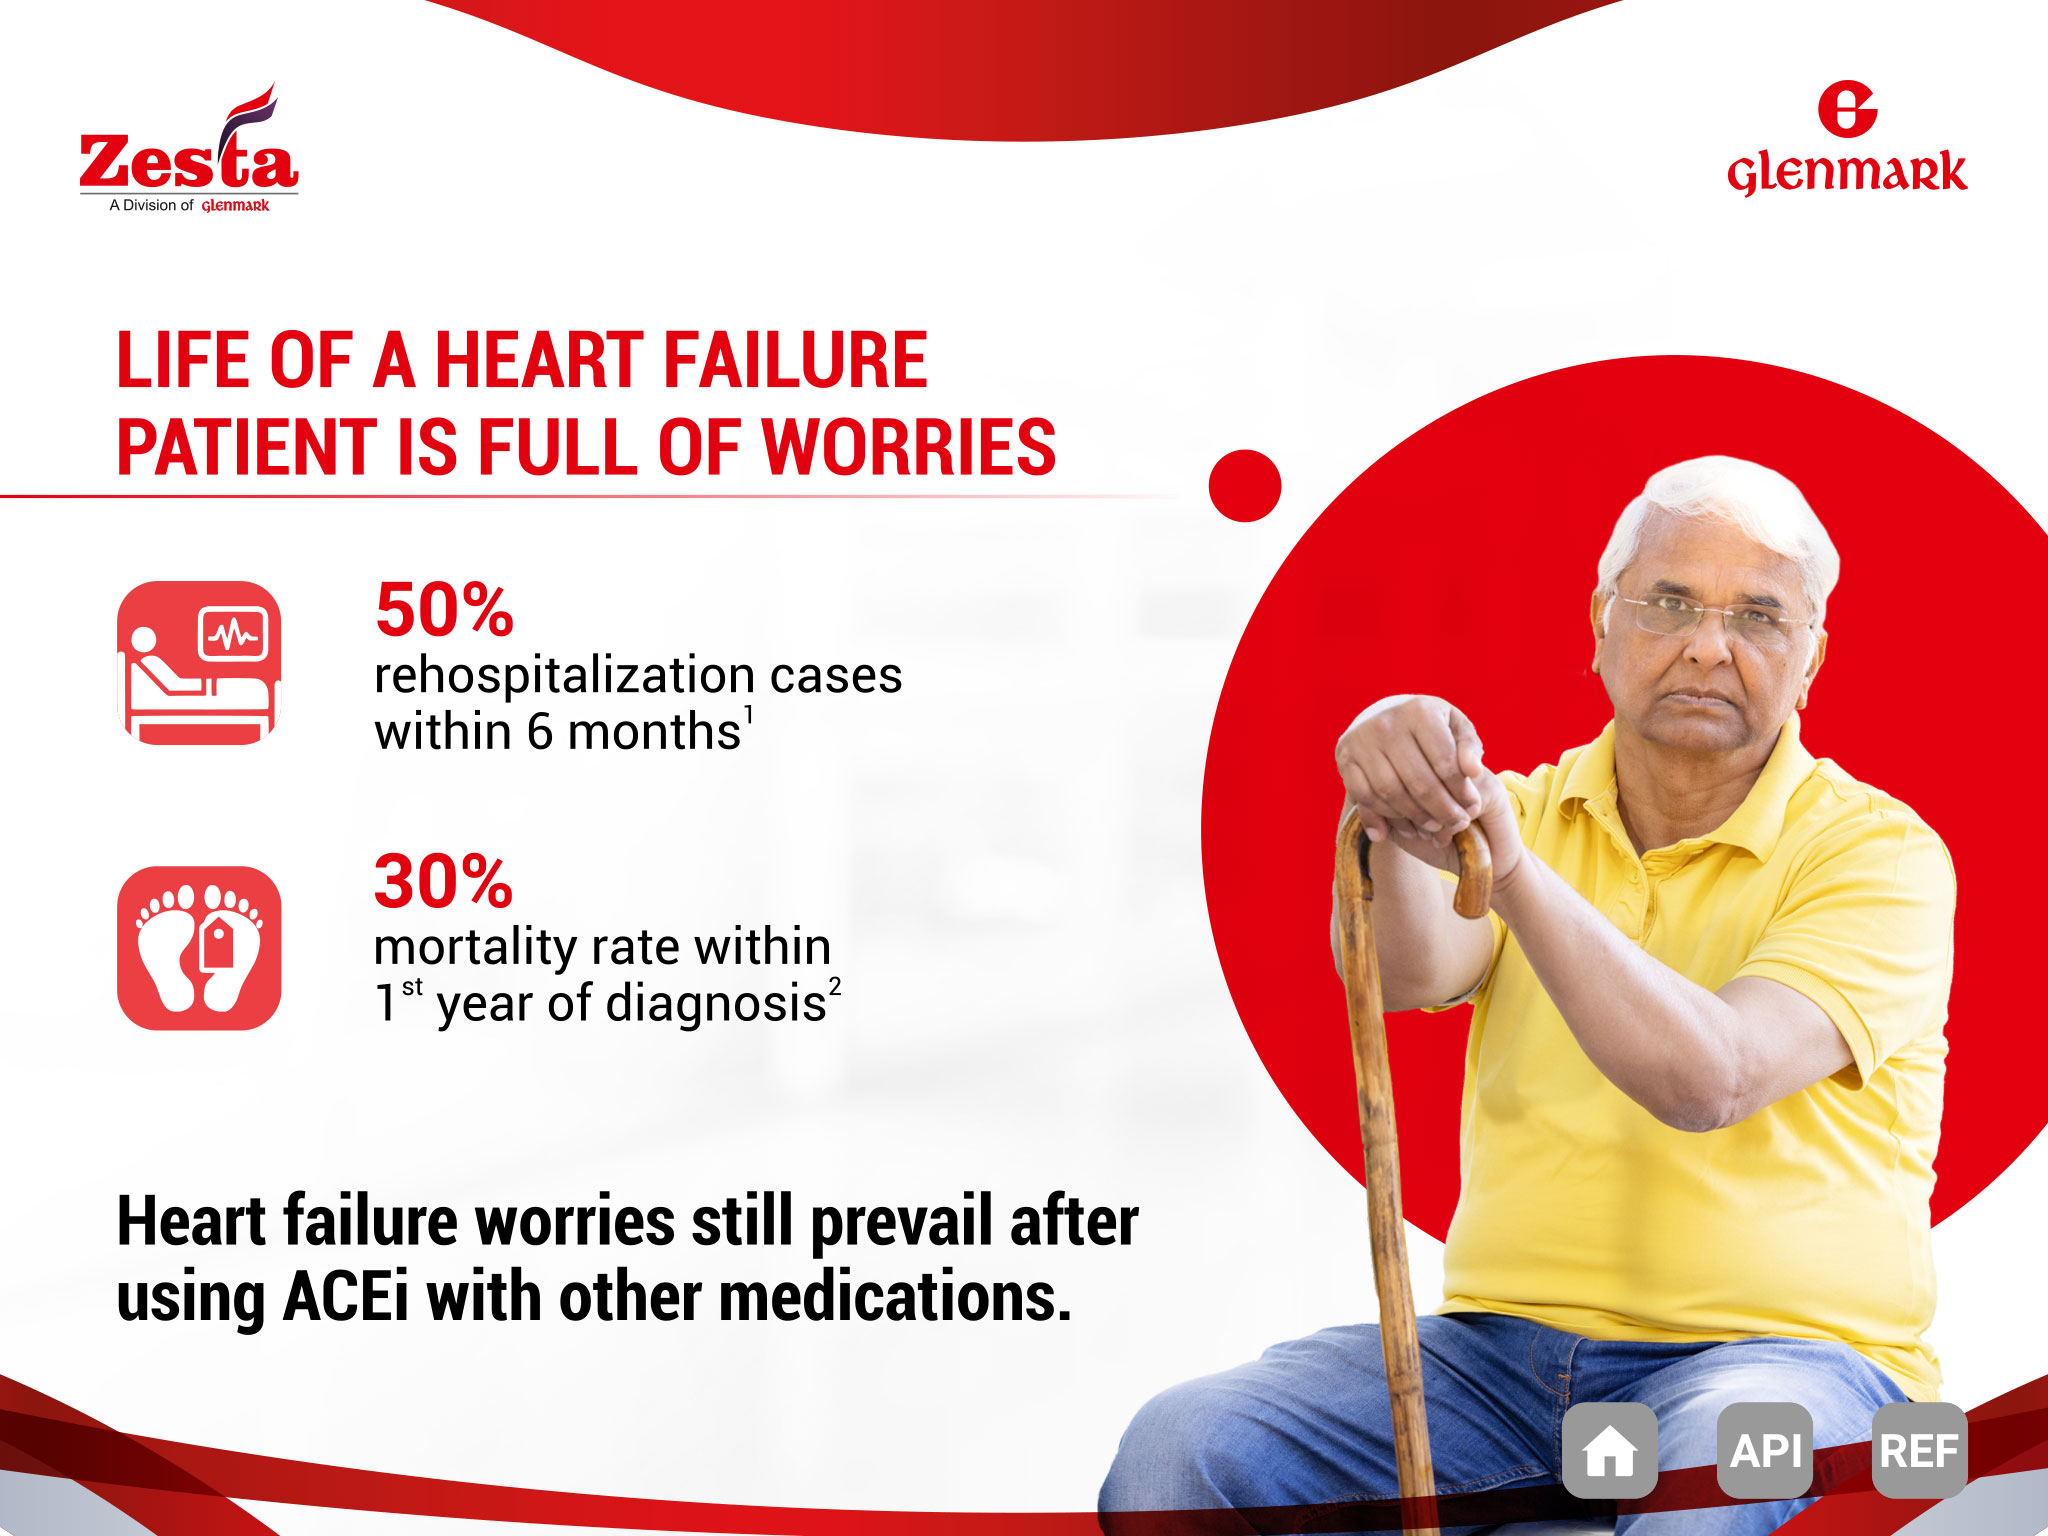 Zesta
A Division of glenmark
glenmark
LIFE OF A HEART FAILURE
PATIENT IS FULL OF WORRIES
50%
rehospitalization cases
within 6 months¹
30%
mortality rate within
1ˢᵗ year of diagnosis²
Heart failure worries still prevail after
using ACEi with other medications.
API
REF